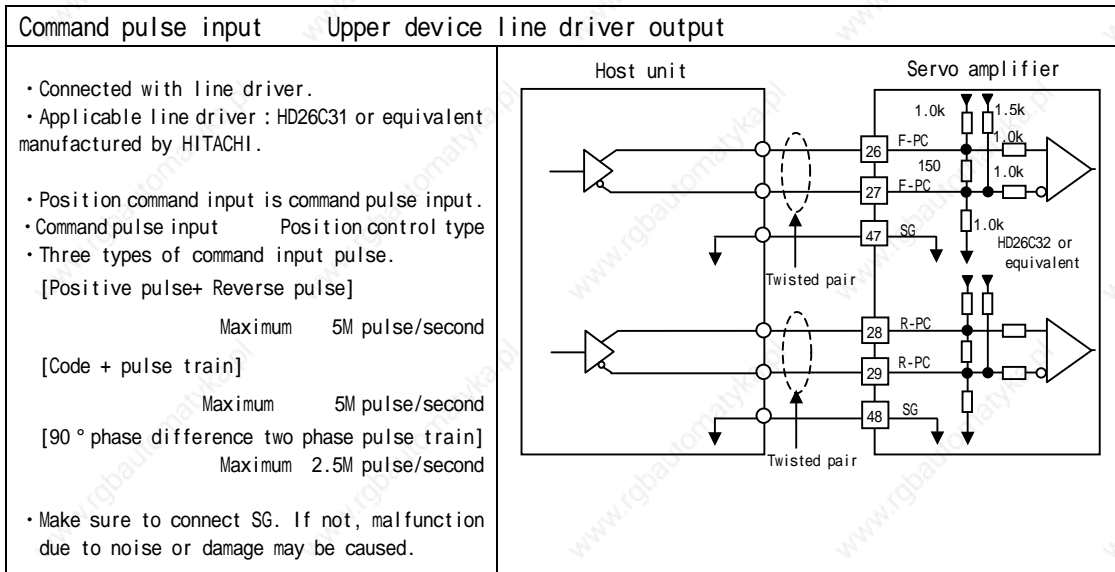 Command pulse input Upper device line driver output
・Connected with line driver.
・Applicable line driver : HD26C31 or equivalent
manufactured by HITACHI.
・Position command input is command pulse input.
・Command pulse input Position control type
・Three types of command input pulse.
[Positive pulse+ Reverse pulse]
Maximum 5M pulse/second
[Code + pulse train]
Maximum 5M pulse/second
[90 ° phase difference two phase pulse train]
Maximum 2.5M pulse/second
・Make sure to connect SG. If not, malfunction
due to noise or damage may be caused.
Host unit
Servo amplifier
1.0k
1.5k
26
F-PC
1.0k
150
27
F-PC
1.0k
47
SG
1.0k
HD26C32 or
equivalent
Twisted pair
28
R-PC
29
R-PC
48
SG
Twisted pair
www.rgbautomatyka.pl